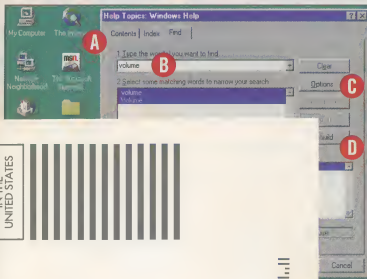 Help Topics: Windows Help
My Computer
The Internet
A
Contents
Index
Find
1 Type the word(s) you want to find
volume
B
Clear
2 Select some matching words to narrow your search
Options
C
volume
Volume
Network Neighborhood
The Microsoft Network
D
UNITED STATES
Cancel